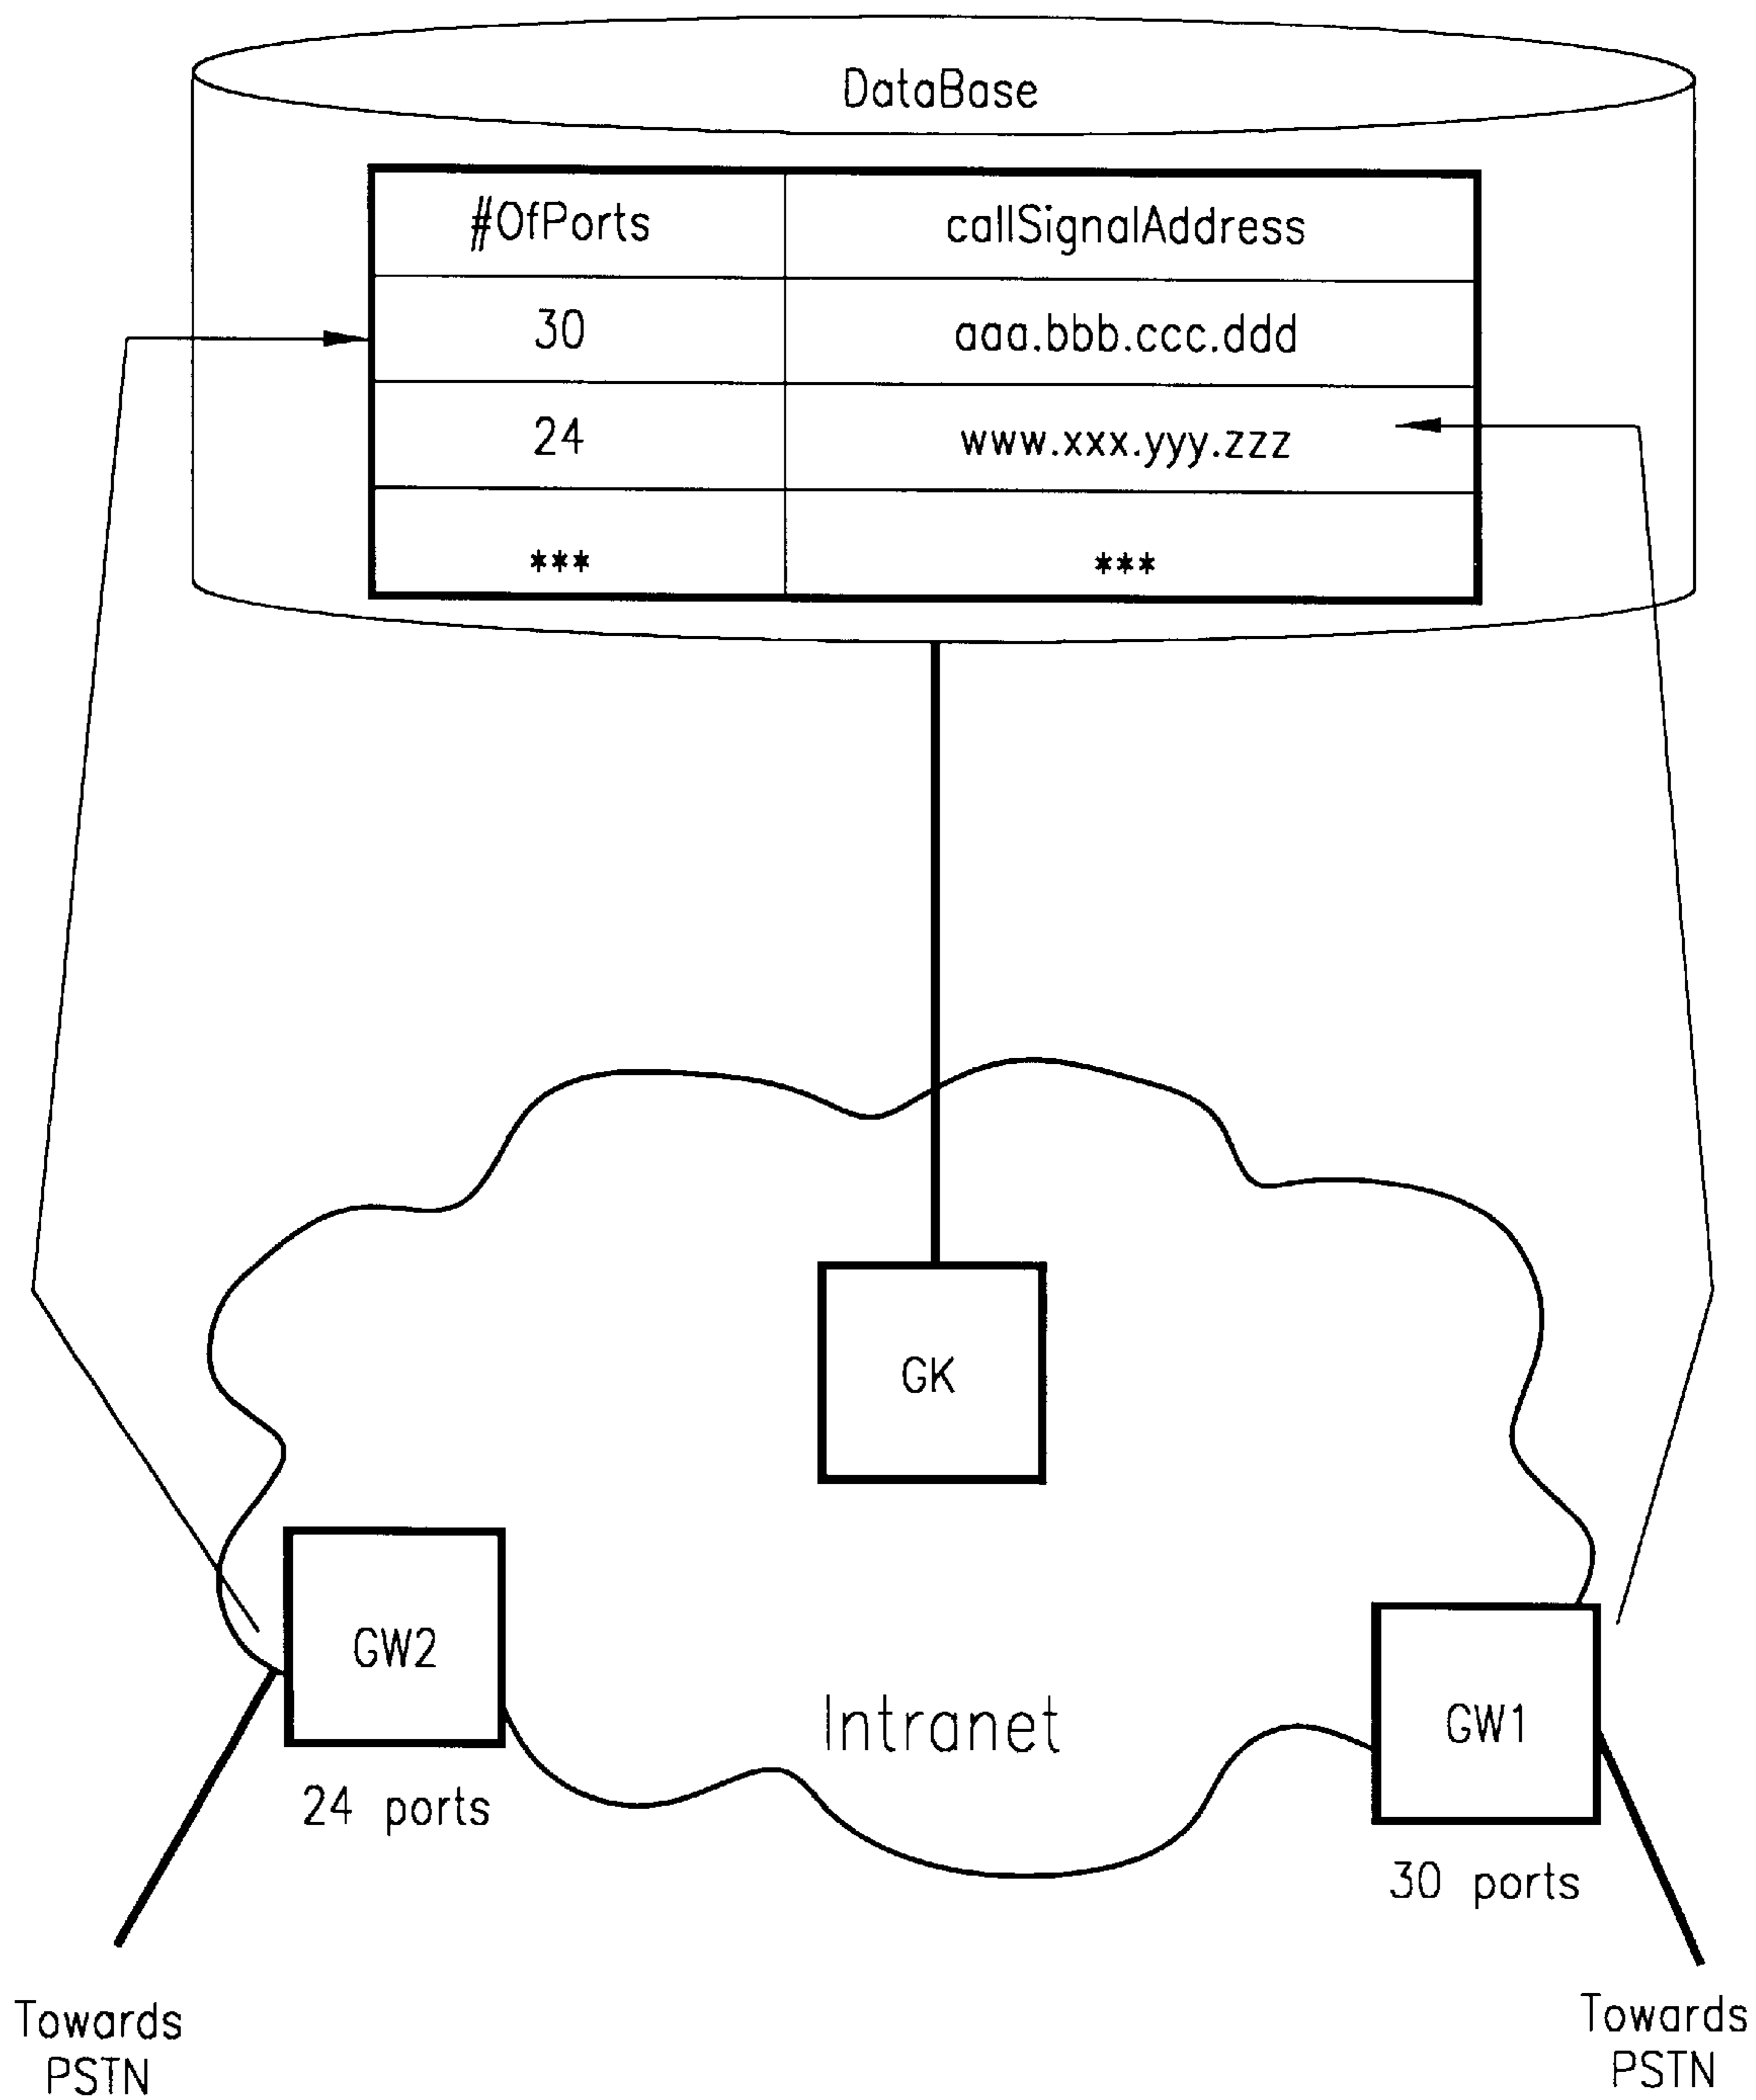 DataBase
#OfPorts callSignalAddress
30 aaa.bbb.ccc.ddd
24 www.xxx.yyy.zzz
*** ***
GK
GW2
GW1
Intranet
24 ports
30 ports
Towards
PSTN
Towards
PSTN